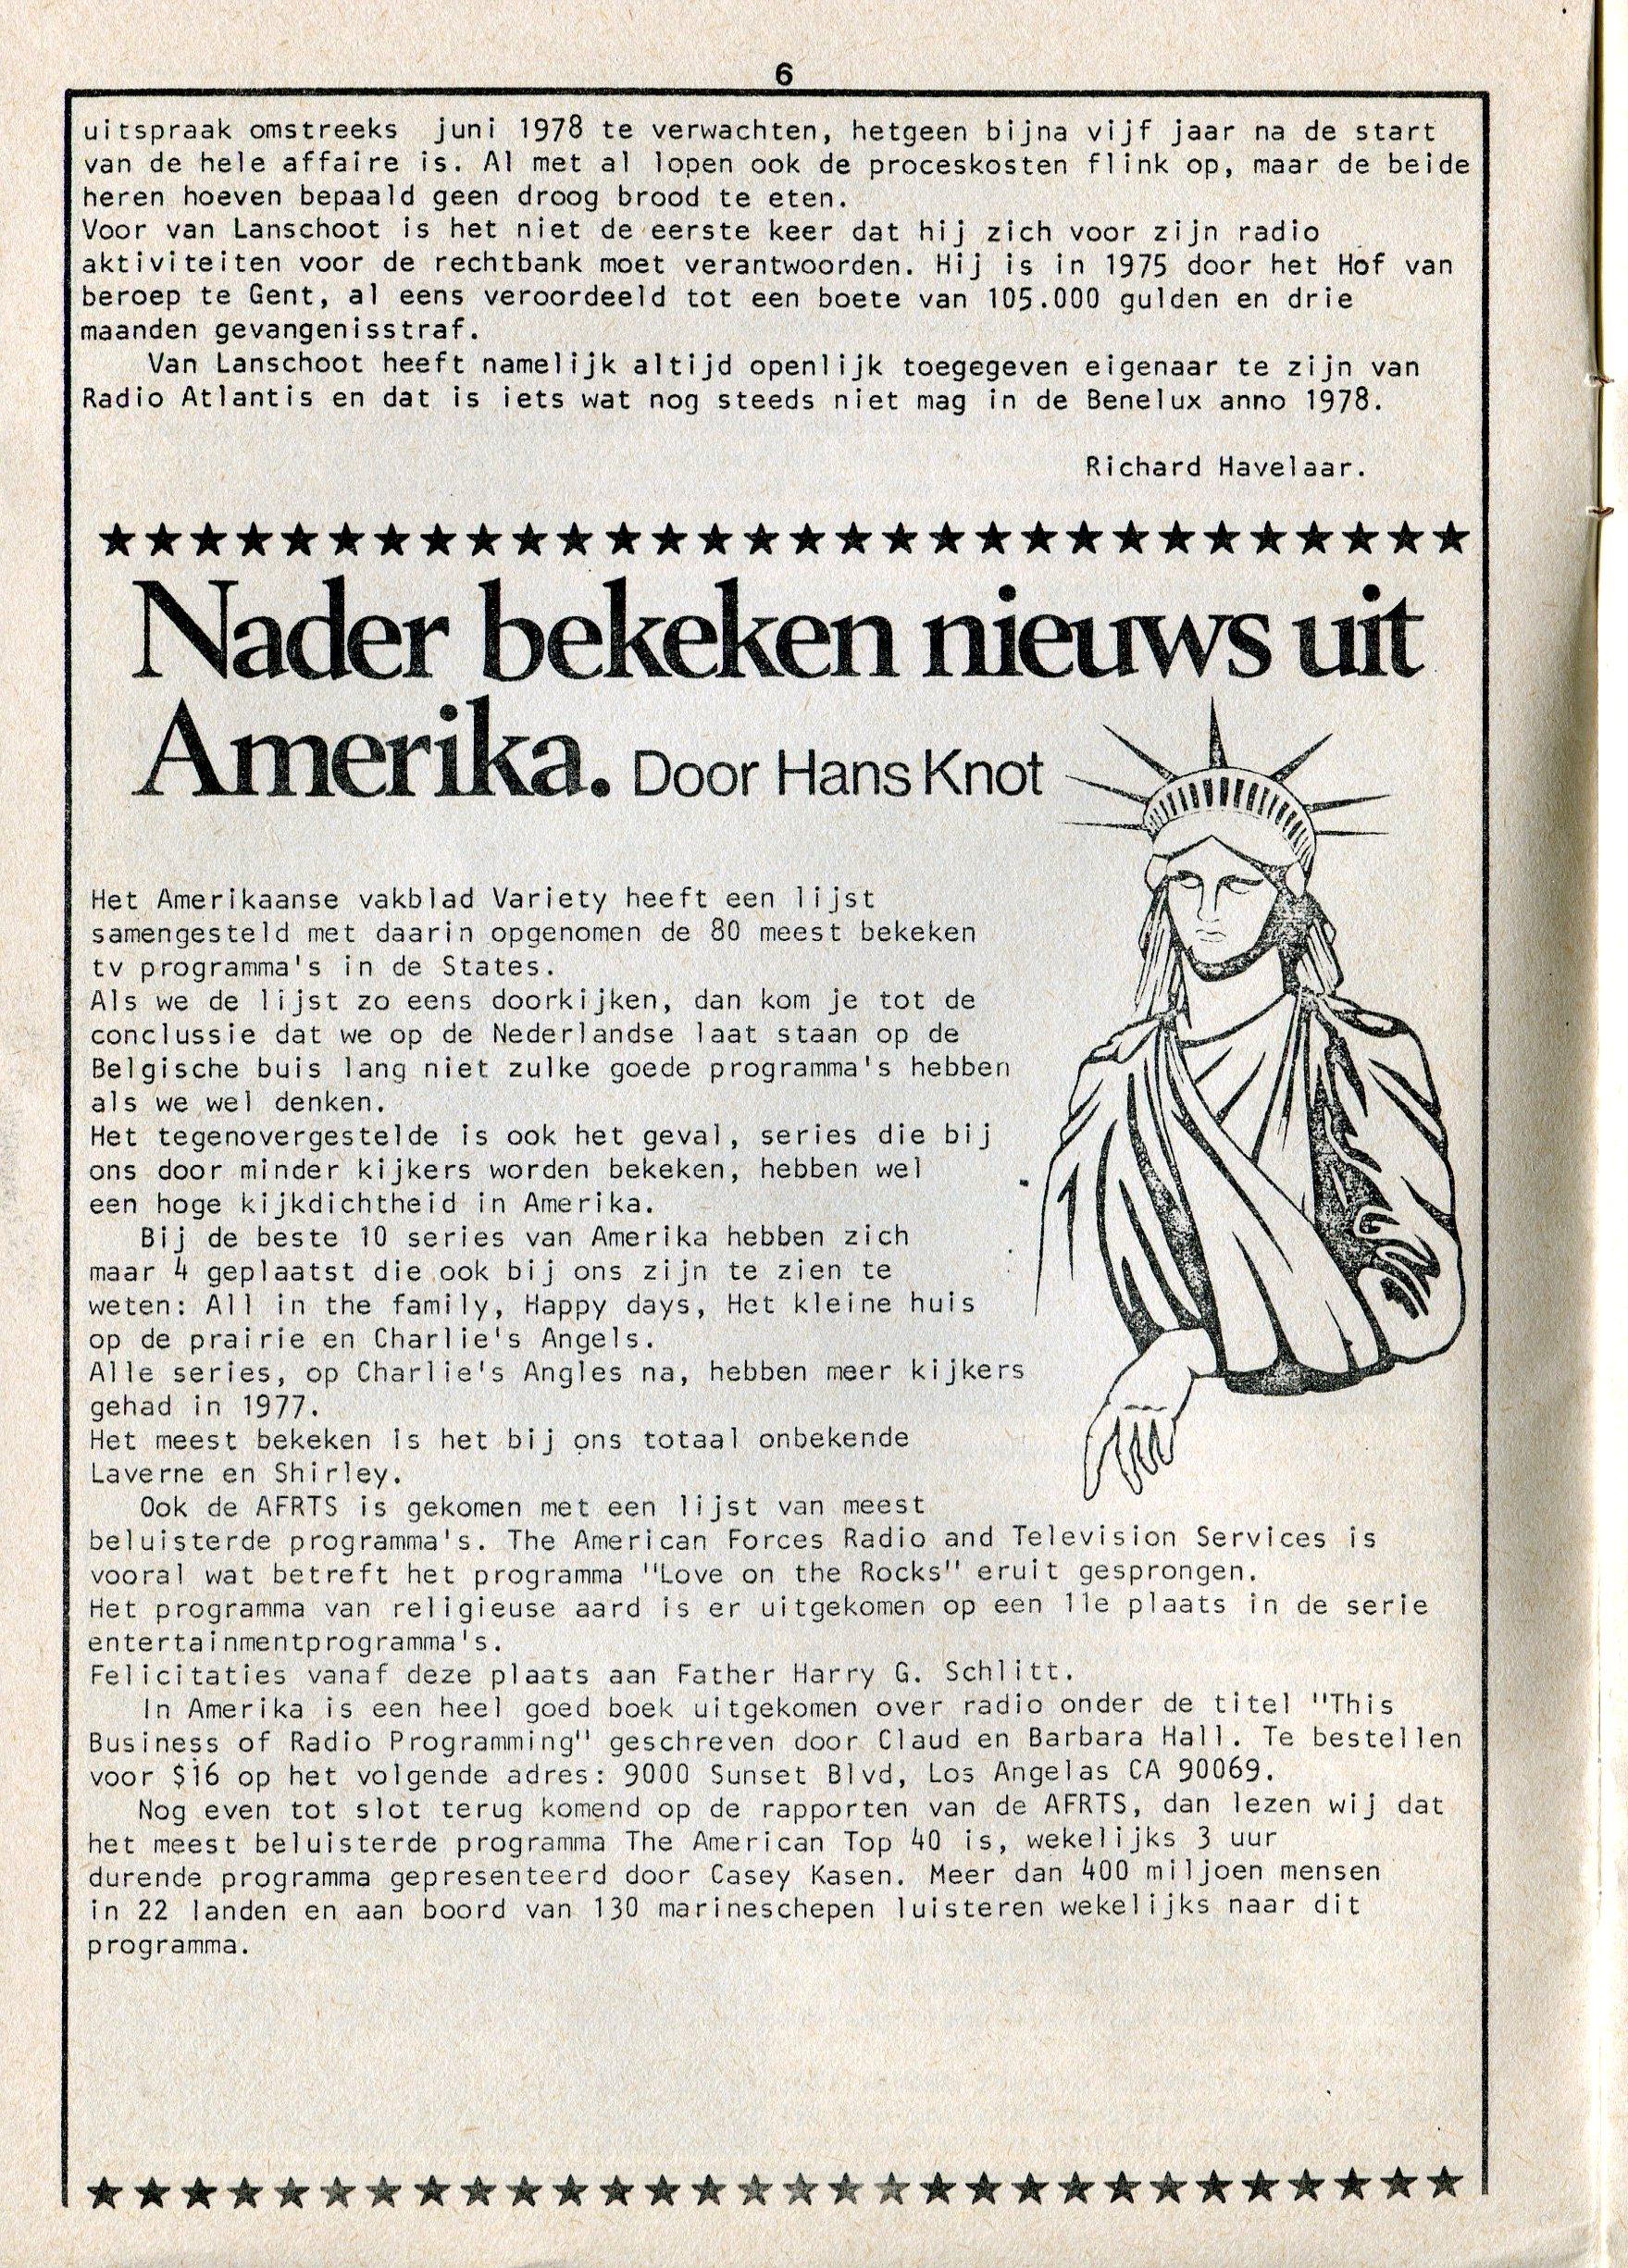 6
uitspraak omstreeks juni 1978 te verwachten, hetgeen bijna vijf jaar na de start
van de hele affaire is. Al met al lopen ook de proceskosten flink op, maar de beide
heren hoeven bepaald geen droog brood te eten.
Voor van Lanschoot is het niet de eerste keer dat hij zich voor zijn radio
aktiviteiten voor de rechtbank moet verantwoorden. Hij is in 1975 door het Hof van
beroep te Gent, al eens veroordeeld tot een boete van 105.000 gulden en drie
maanden gevangenisstraf.
Van Lanschoot heeft namelijk altijd openlijk toegegeven eigenaar te zijn van
Radio Atlantis en dat is iets wat nog steeds niet mag in de Benelux anno 1978.
Richard Havelaar.
Nader bekeken nieuws uit
Amerika. Door Hans Knot
Het Amerikaanse vakblad Variety heeft een lijst
samengesteld met daarin opgenomen de 80 meest bekeken
tv programma's in de States.
Als we de lijst zo eens doorkijken, dan kom je tot de
conclussie dat we op de Nederlandse laat staan op de
Belgische buis lang niet zulke goede programma's hebben
als we wel denken.
Het tegenovergestelde is ook het geval, series die bij
ons door minder kijkers worden bekeken, hebben wel
een hoge kijkdichtheid in Amerika.
Bij de beste 10 series van Amerika hebben zich
maar 4 geplaatst die ook bij ons zijn te zien te
weten: All in the family, Happy days, Het kleine huis
op de prairie en Charlie's Angels.
Alle series, op Charlie's Angles na, hebben meer kijkers
gehad in 1977.
Het meest bekeken is het bij ons totaal onbekende
Laverne en Shirley.
Ook de AFRTS is gekomen met een lijst van meest
beluisterde programma's. The American Forces Radio and Television Services is
vooral wat betreft het programma "Love on the Rocks" eruit gesprongen.
Het programma van religieuse aard is er uitgekomen op een 11e plaats in de serie
entertainmentprogramma's.
Felicitaties vanaf deze plaats aan Father Harry G. Schlitt.
In Amerika is een heel goed boek uitgekomen over radio onder de titel "This
Business of Radio Programming" geschreven door Claud en Barbara Hall. Te bestellen
voor $16 op het volgende adres: 9000 Sunset Blvd, Los Angelas CA 90069.
Nog even tot slot terug komend op de rapporten van de AFRTS, dan lezen wij dat
het meest beluisterde programma The American Top 40 is, wekelijks 3 uur
durende programma gepresenteerd door Casey Kasen. Meer dan 400 miljoen mensen
in 22 landen en aan boord van 130 marineschepen luisteren wekelijks naar dit
programma.